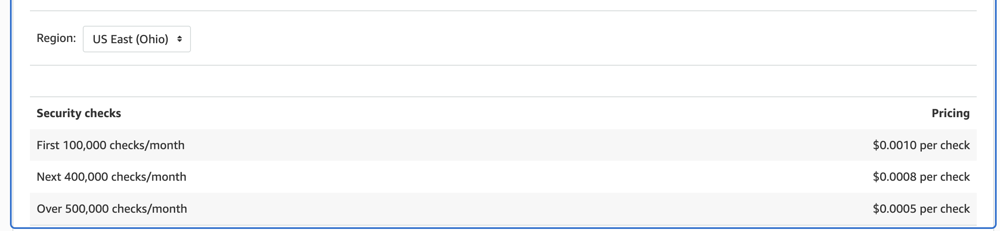 Region: US East (Ohio)
Security checks Pricing
First 100,000 checks/month $0.0010 per check
Next 400,000 checks/month $0.0008 per check
Over 500,000 checks/month $0.0005 per check